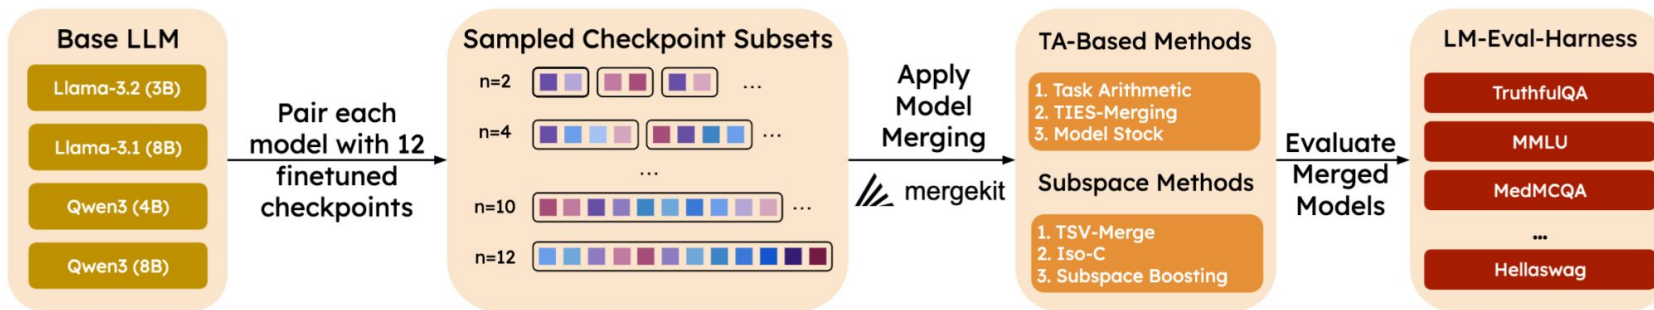 Base LLM
Llama-3.2 (3B)
Llama-3.1 (8B)
Qwen3 (4B)
Qwen3 (8B)
Pair each
model with 12
finetuned
checkpoints
Sampled Checkpoint Subsets
n=2
...
n=4
...
...
n=10
...
n=12
Apply
Model
Merging
mergekit
TA-Based Methods
1. Task Arithmetic
2. TIES-Merging
3. Model Stock
Subspace Methods
1. TSV-Merge
2. Iso-C
3. Subspace Boosting
Evaluate
Merged
Models
LM-Eval-Harness
TruthfulQA
MMLU
MedMCQA
...
Hellaswag